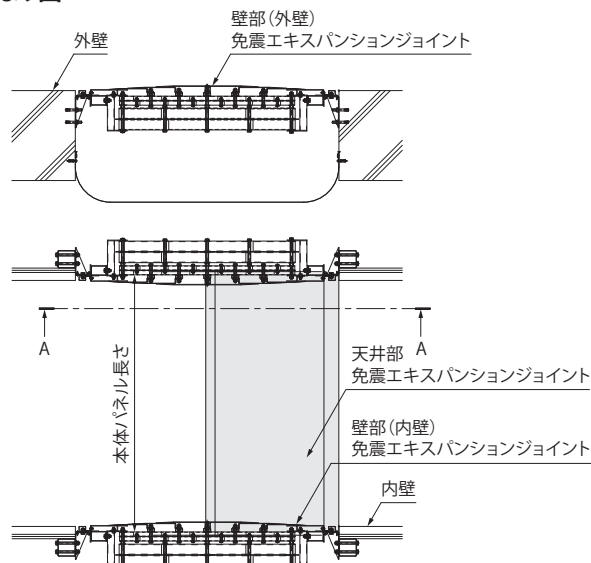 壁部（外壁）
免震エキスパンションジョイント
外壁
A
A
天井部
免震エキスパンションジョイント
本体パネル長さ
壁部（内壁）
免震エキスパンションジョイント
内壁